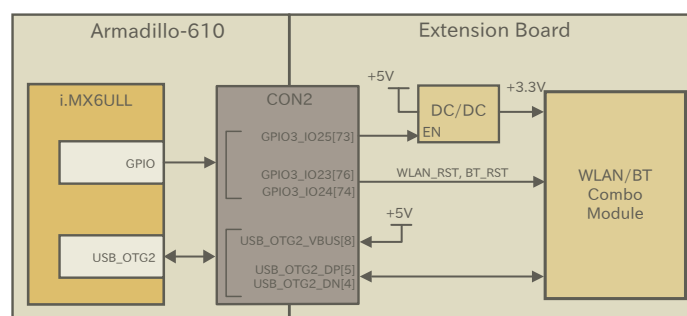 Armadillo-610
Extension Board
i.MX6ULL
CON2
+5V
DC/DC
+3.3V
EN
GPIO
GPIO3_IO25[73]
GPIO3_IO23[76]
GPIO3_IO24[74]
WLAN_RST, BT_RST
WLAN/BT
Combo
Module
+5V
USB_OTG2
USB_OTG2_VBUS[8]
USB_OTG2_DP[5]
USB_OTG2_DN[4]